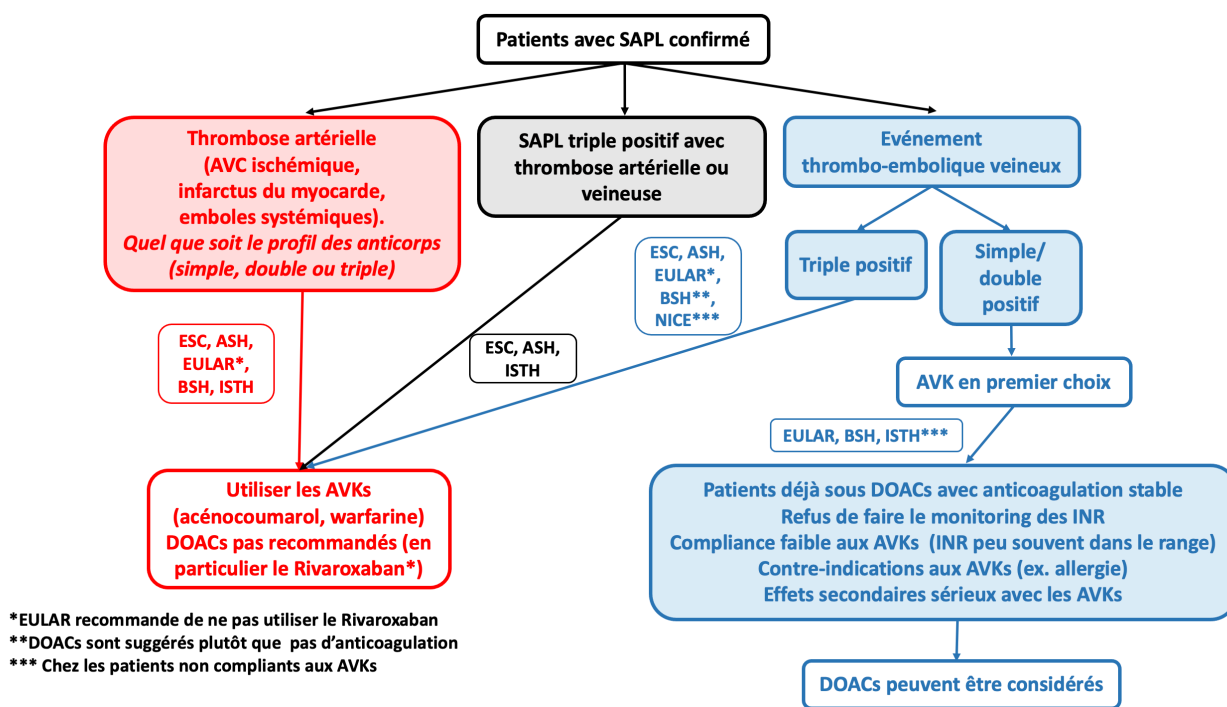 Patients avec SAPL confirmé
Thrombose artérielle
(AVC ischémique,
infarctus du myocarde,
emboles systémiques).
Quel que soit le profil des anticorps
(simple, double ou triple)
SAPL triple positif avec
thrombose artérielle ou
veineuse
Evénement
thrombo-embolique veineux
ESC, ASH,
EULAR*,
BSH**,
NICE***
Triple positif
Simple/
double
positif
ESC, ASH,
EULAR*,
BSH, ISTH
ESC, ASH,
ISTH
AVK en premier choix
EULAR, BSH, ISTH***
Utiliser les AVKs
(acénocoumarol, warfarine)
DOACs pas recommandés (en
particulier le Rivaroxaban*)
Patients déjà sous DOACs avec anticoagulation stable
Refus de faire le monitoring des INR
Compliance faible aux AVKs (INR peu souvent dans le range)
Contre-indications aux AVKs (ex. allergie)
Effets secondaires sérieux avec les AVKs
*EULAR recommande de ne pas utiliser le Rivaroxaban
**DOACs sont suggérés plutôt que pas d'anticoagulation
*** Chez les patients non compliants aux AVKs
DOACs peuvent être considérés